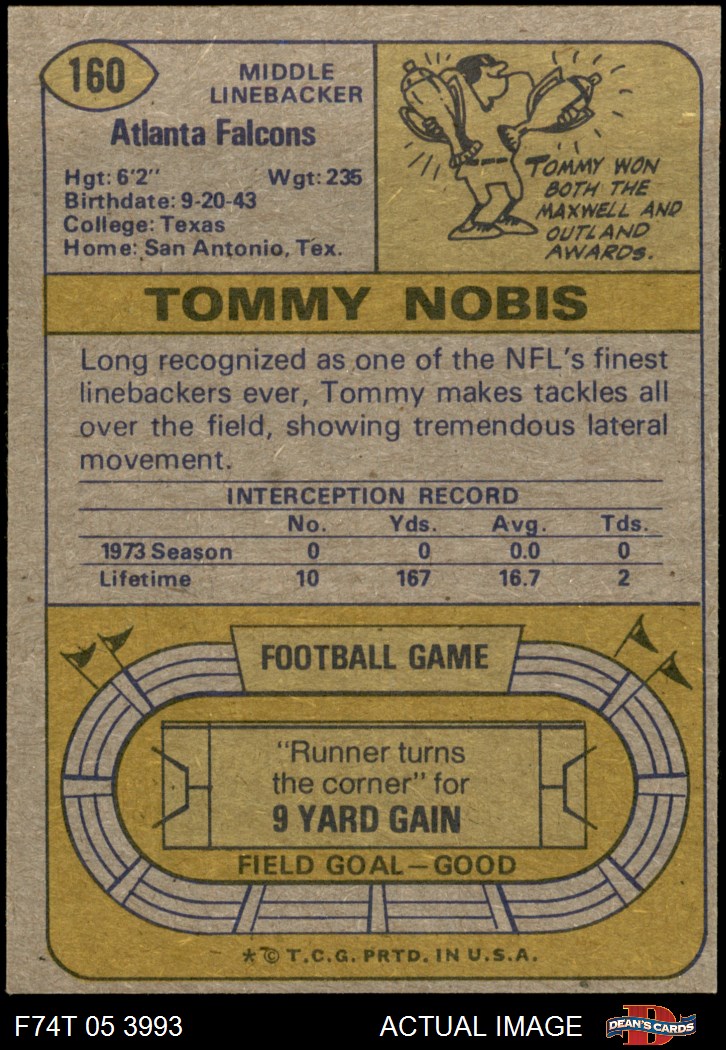 160
MIDDLE
LINEBACKER
Atlanta Falcons
Hgt: 6'2" Wgt: 235
Birthdate: 9-20-43
College: Texas
Home: San Antonio, Tex.
TOMMY WON
BOTH THE
MAXWELL AND
OUTLAND
AWARDS.
TOMMY NOBIS
Long recognized as one of the NFL's finest
linebackers ever, Tommy makes tackles all
over the field, showing tremendous lateral
movement.
INTERCEPTION RECORD
No. Yds. Avg. Tds.
1973 Season 0 0 0.0 0
Lifetime 10 167 16.7 2
FOOTBALL GAME
"Runner turns
the corner" for
9 YARD GAIN
FIELD GOAL—GOOD
*© T.C.G. PRTD. IN U.S.A.
F74T 05 3993 ACTUAL IMAGE D DEAN'S CARDS